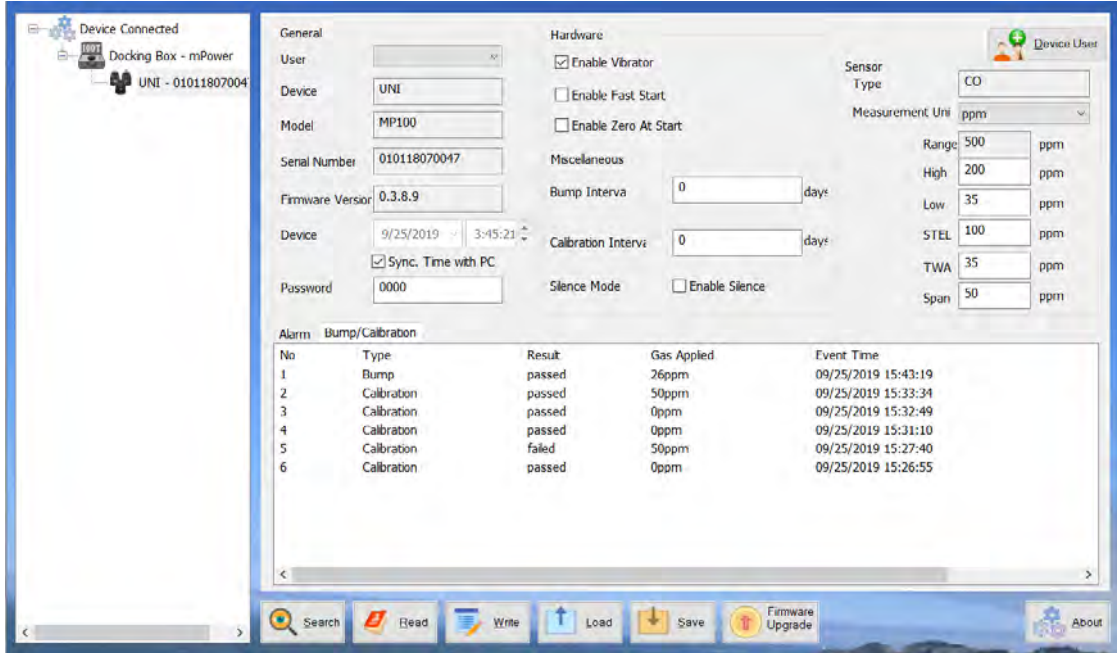 Device Connected
Docking Box - mPower
UNI - 01011807004
General
User
Device
UNI
Model
MP100
Serial Number
010118070047
Firmware Version
0.3.8.9
Device
9/25/2019
3:45:21
Sync. Time with PC
Password
0000
Hardware
Enable Vibrator
Enable Fast Start
Enable Zero At Start
Miscellaneous
Bump Interva
0
days
Calibration Interva
0
days
Silence Mode
Enable Silence
Device User
Sensor
Type
CO
Measurement Uni
ppm
Range
500
ppm
High
200
ppm
Low
35
ppm
STEL
100
ppm
TWA
35
ppm
Span
50
ppm
Alarm Bump/Calibration
No Type Result Gas Applied Event Time
1 Bump passed 26ppm 09/25/2019 15:43:19
2 Calibration passed 50ppm 09/25/2019 15:33:34
3 Calibration passed 0ppm 09/25/2019 15:32:49
4 Calibration passed 0ppm 09/25/2019 15:31:10
5 Calibration failed 50ppm 09/25/2019 15:27:40
6 Calibration passed 0ppm 09/25/2019 15:26:55
Search
Read
Write
Load
Save
Firmware
Upgrade
About